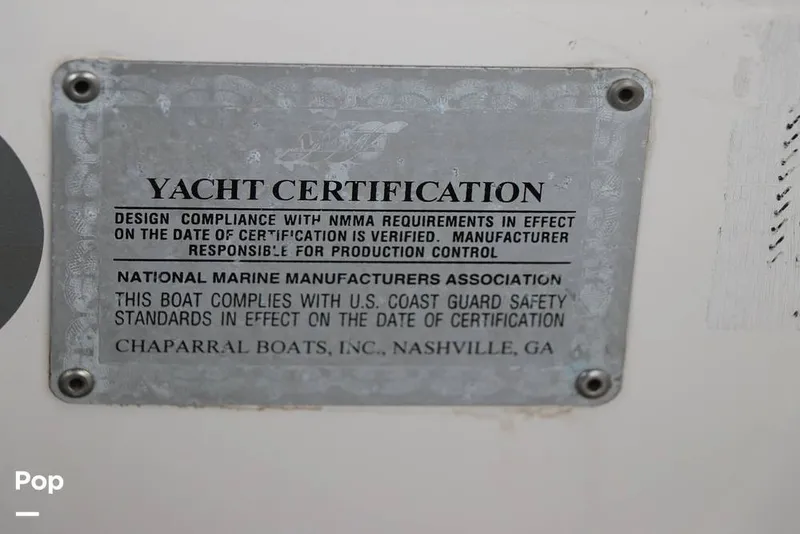 YACHT CERTIFICATION
DESIGN COMPLIANCE WITH NMMA REQUIREMENTS IN EFFECT
ON THE DATE OF CERTIFICATION IS VERIFIED. MANUFACTURER
RESPONSIBLE FOR PRODUCTION CONTROL
NATIONAL MARINE MANUFACTURERS ASSOCIATION
THIS BOAT COMPLIES WITH U.S. COAST GUARD SAFETY
STANDARDS IN EFFECT ON THE DATE OF CERTIFICATION
CHAPARRAL BOATS, INC., NASHVILLE, GA
Pop